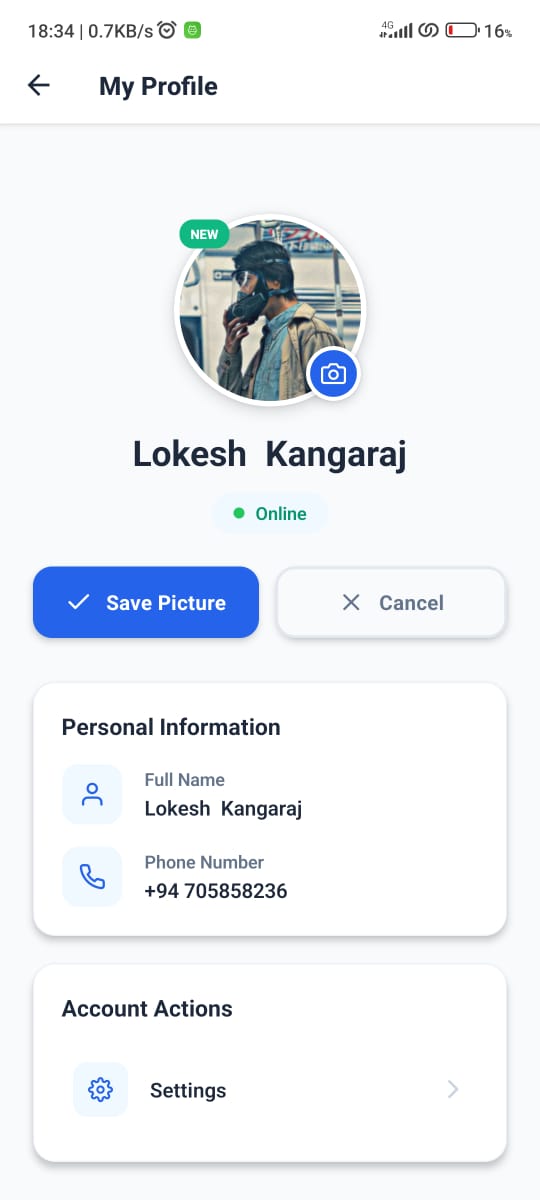 18:34 | 0.7KB/s 4G 16%
My Profile
NEW
Lokesh Kangaraj
Online
Save Picture Cancel
Personal Information
Full Name
Lokesh Kangaraj
Phone Number
+94 705858236
Account Actions
Settings